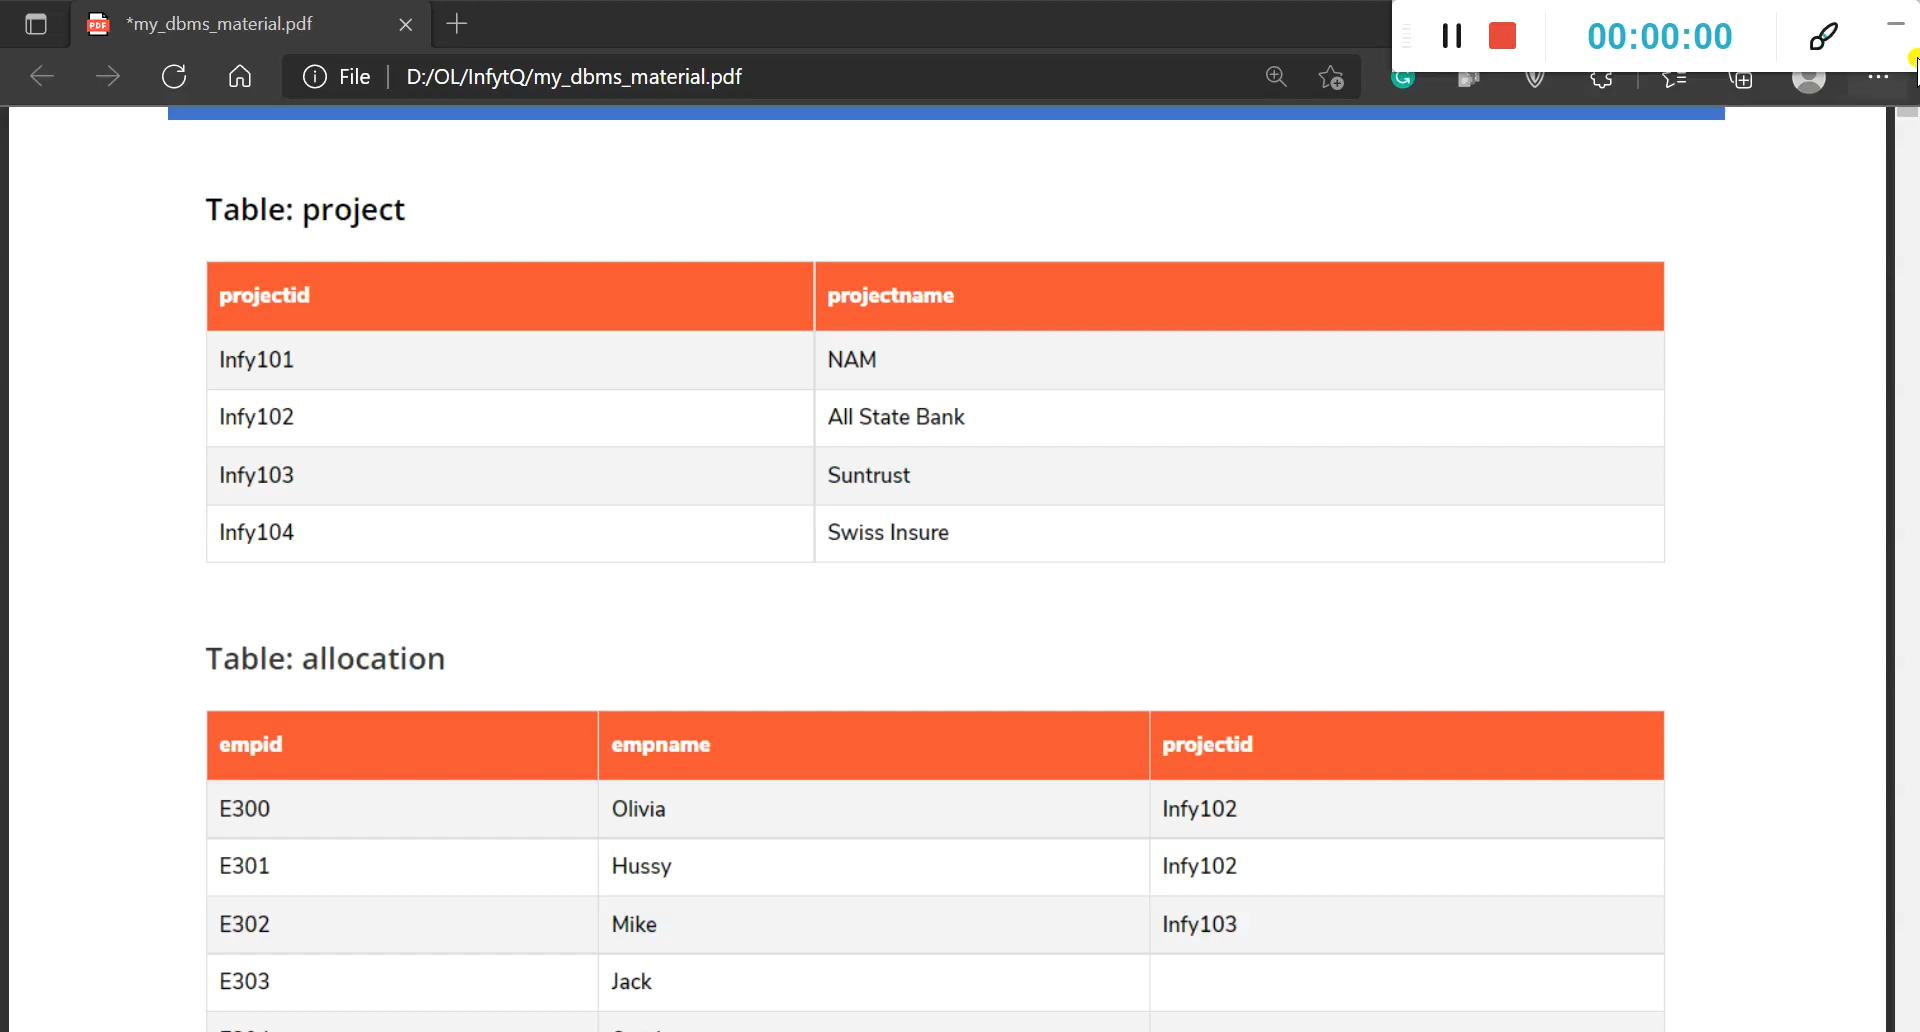 *my_dbms_material.pdf
00:00:00
File
D:/OL/InfytQ/my_dbms_material.pdf
Table: project
projectid projectname
Infy101 NAM
Infy102 All State Bank
Infy103 Suntrust
Infy104 Swiss Insure
Table: allocation
empid empname projectid
E300 Olivia Infy102
E301 Hussy Infy102
E302 Mike Infy103
E303 Jack